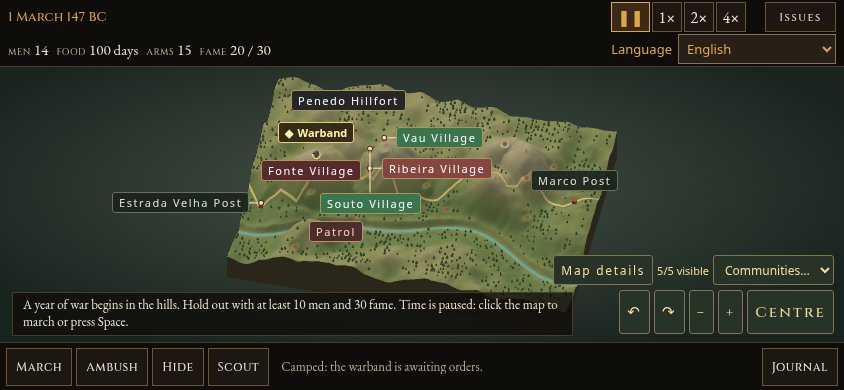 1 March 147 BC
1×
2×
4×
Issues
MEN 14 FOOD 100 days ARMS 15 FAME 20 / 30
Language
English
Penedo Hillfort
◆ Warband
Vau Village
Fonte Village
Ribeira Village
Marco Post
Estrada Velha Post
Souto Village
Patrol
Map details
5/5 visible
Communities...
A year of war begins in the hills. Hold out with at least 10 men and 30 fame. Time is paused: click the map to
march or press Space.
↶
↷
−
+
Centre
March
Ambush
Hide
Scout
Camped: the warband is awaiting orders.
Journal